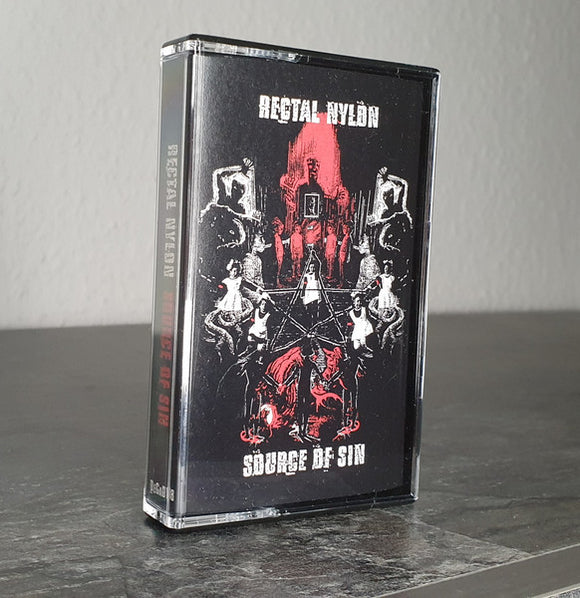 RECTAL NYLON
SOURCE OF SIN
RECTAL NYLON SOURCE OF SIN